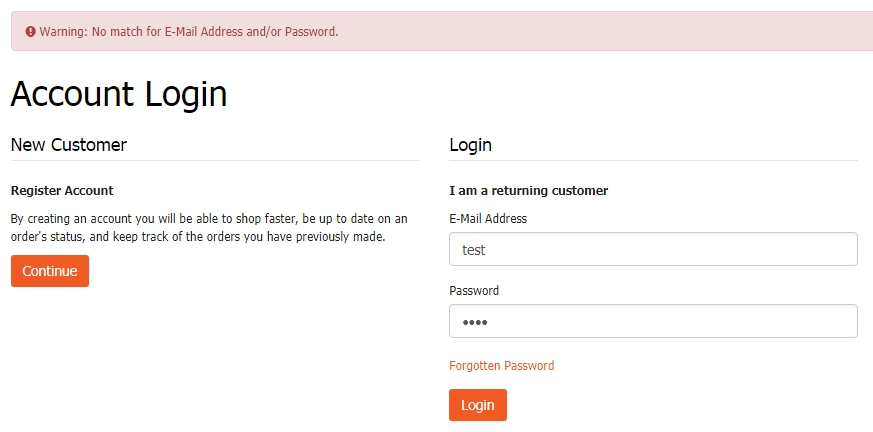 Warning: No match for E-Mail Address and/or Password.
Account Login
New Customer
Register Account
By creating an account you will be able to shop faster, be up to date on an
order's status, and keep track of the orders you have previously made.
Continue
Login
I am a returning customer
E-Mail Address
test
Password
••••
Forgotten Password
Login